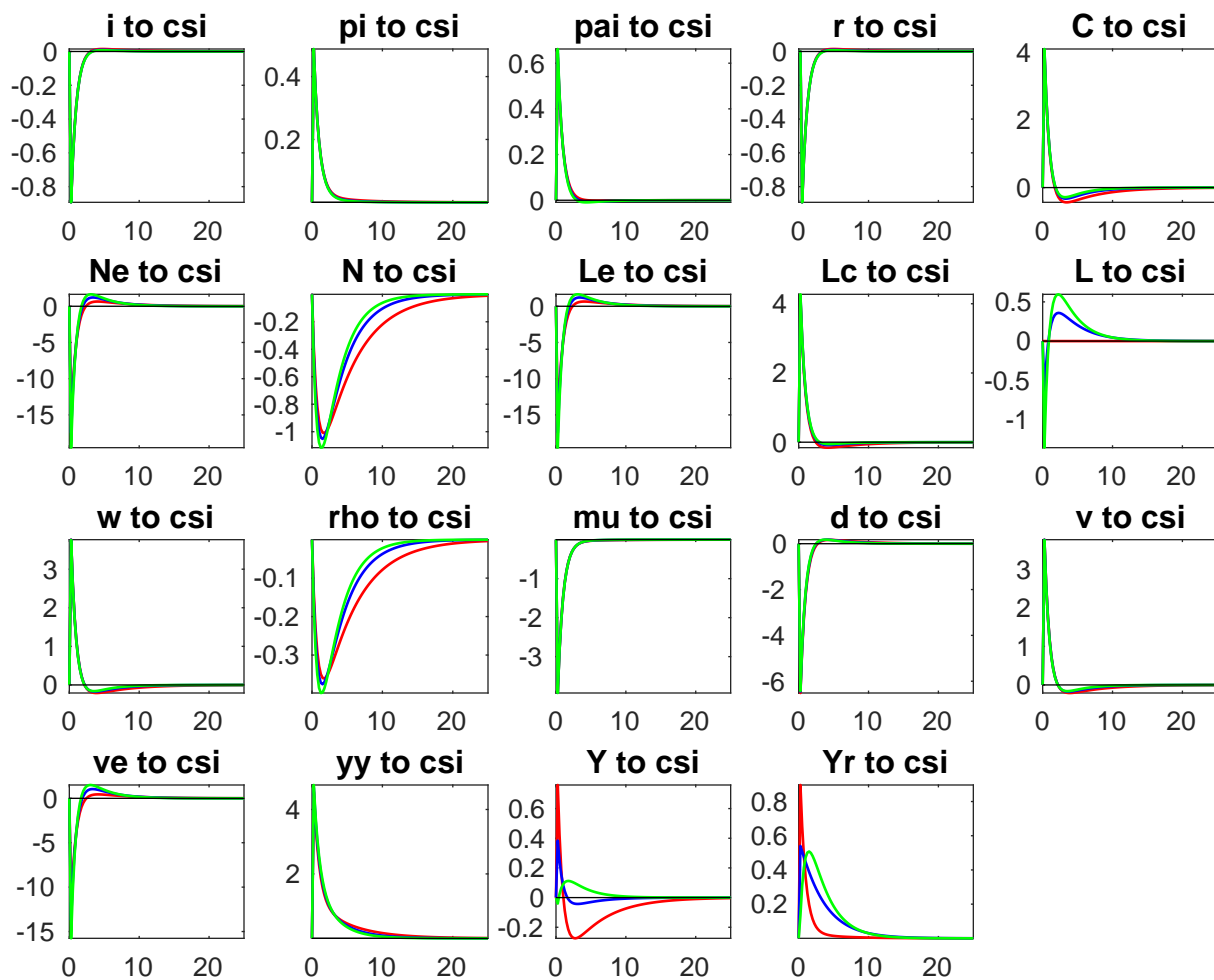 i to csi
pi to csi
pai to csi
r to csi
C to csi
0
-0.2
-0.4
-0.6
-0.8
0 10 20
0.4
0.2
0 10 20
0.6
0.4
0.2
0
0 10 20
0
-0.2
-0.4
-0.6
-0.8
0 10 20
4
2
0
0 10 20
Ne to csi
N to csi
Le to csi
Lc to csi
L to csi
0
-5
-10
-15
0 10 20
-0.2
-0.4
-0.6
-0.8
-1
0 10 20
0
-5
-10
-15
0 10 20
4
2
0
0 10 20
0.5
0
-0.5
-1
0 10 20
w to csi
rho to csi
mu to csi
d to csi
v to csi
3
2
1
0
0 10 20
-0.1
-0.2
-0.3
0 10 20
-1
-2
-3
0 10 20
0
-2
-4
-6
0 10 20
3
2
1
0
0 10 20
ve to csi
yy to csi
Y to csi
Yr to csi
0
-5
-10
-15
0 10 20
4
2
0 10 20
0.6
0.4
0.2
0
-0.2
0 10 20
0.8
0.6
0.4
0.2
0 10 20